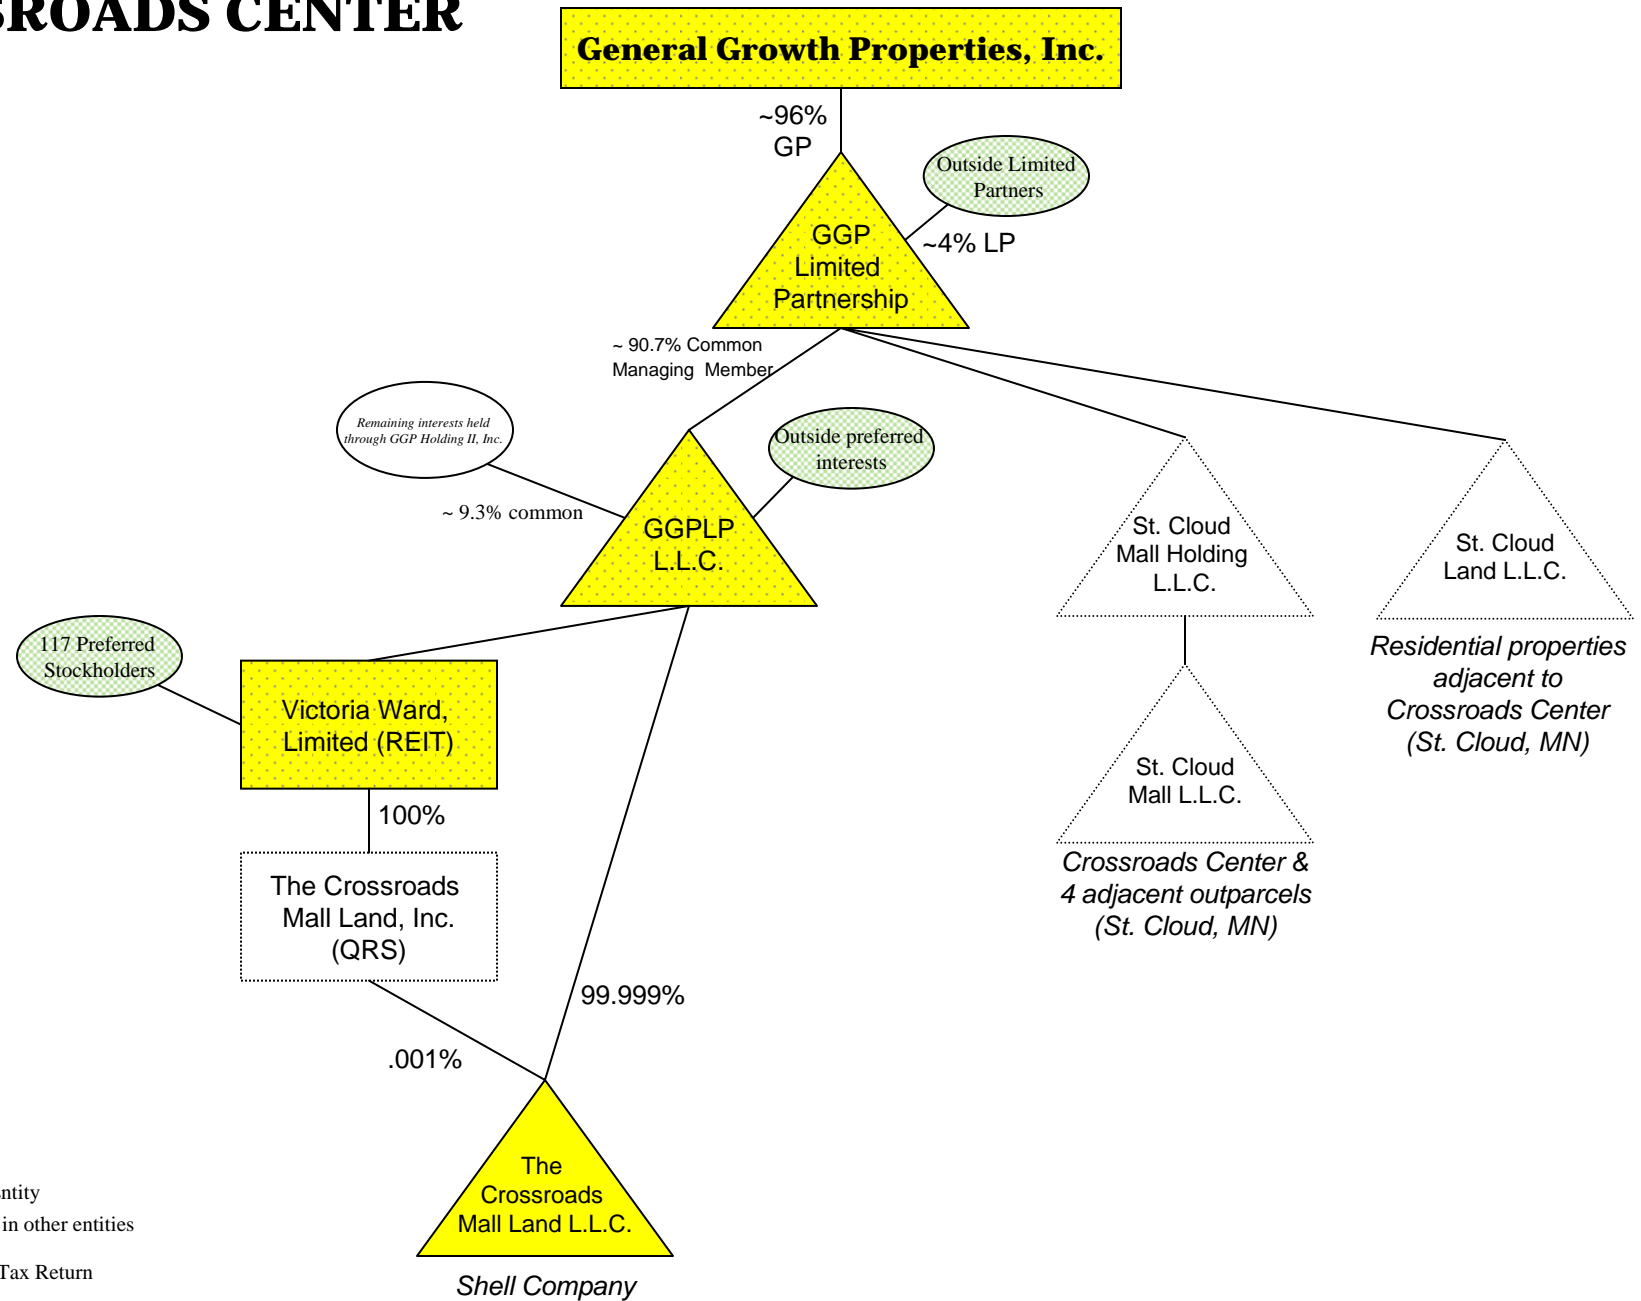 CENTER
General Growth Properties, Inc.
~96%
GP
Outside Limited
Partners
~4% LP
GGP
Limited
Partnership
~ 90.7% Common
Managing Member
Remaining interests held
through GGP Holding II, Inc.
~ 9.3% common
Outside preferred
interests
GGPLP
L.L.C.
St. Cloud
Mall Holding
L.L.C.
St. Cloud
Land L.L.C.
Residential properties
adjacent to
Crossroads Center
(St. Cloud, MN)
117 Preferred
Stockholders
Victoria Ward,
Limited (REIT)
100%
The Crossroads
Mall Land, Inc.
(QRS)
St. Cloud
Mall L.L.C.
Crossroads Center &
4 adjacent outparcels
(St. Cloud, MN)
99.999%
.001%
The
Crossroads
Mall Land L.L.C.
Shell Company
in other entities
Tax Return